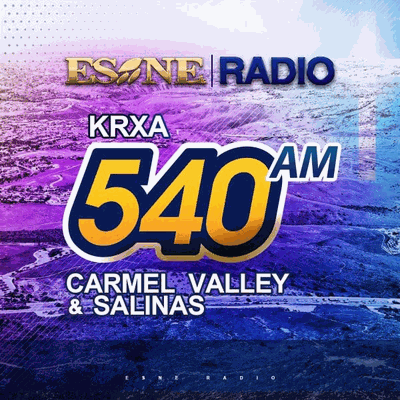 ESNE RADIO
KRXA
540 AM
CARMEL VALLEY
& SALINAS
ESNE RADIO